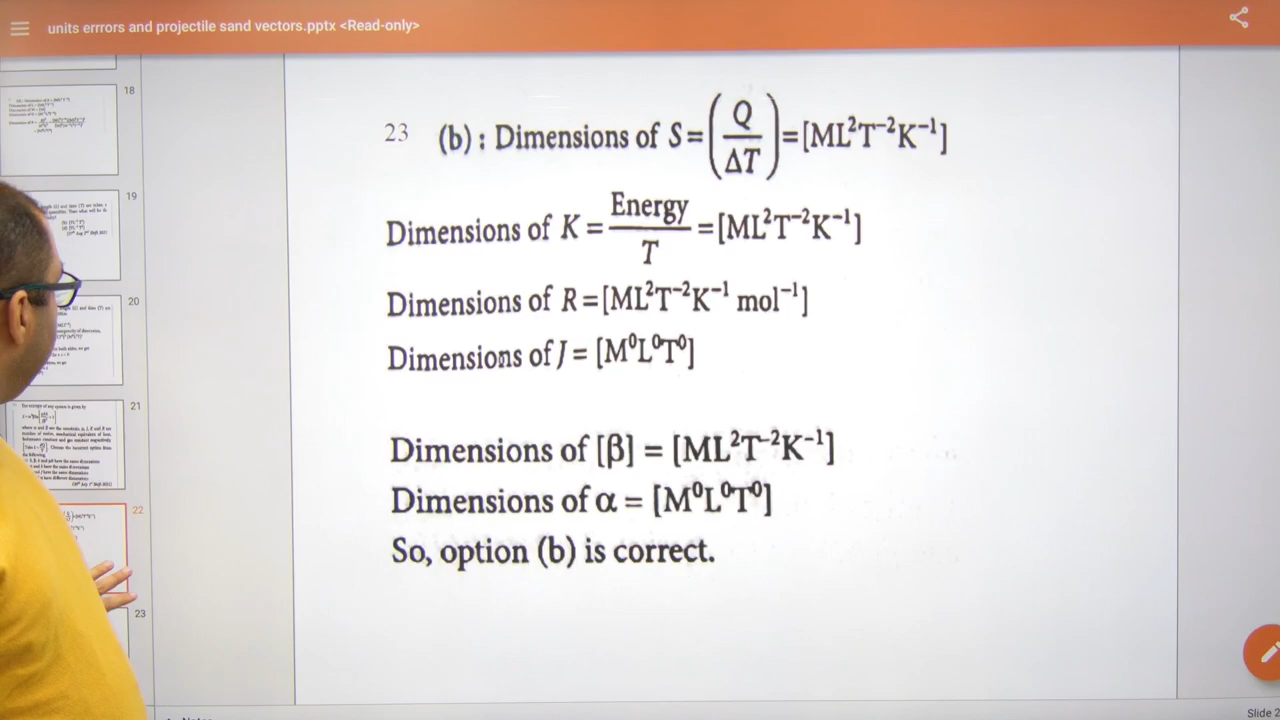 units errrors and projectile sand vectors.pptx <Read-only>
18
19
20
21
22
23
23 (b) : Dimensions of S = (Q/ΔT) = [ML²T⁻²K⁻¹]
Dimensions of K = Energy/T = [ML²T⁻²K⁻¹]
Dimensions of R = [ML²T⁻²K⁻¹ mol⁻¹]
Dimensions of J = [M⁰L⁰T⁰]
Dimensions of [β] = [ML²T⁻²K⁻¹]
Dimensions of α = [M⁰L⁰T⁰]
So, option (b) is correct.
Slide 2